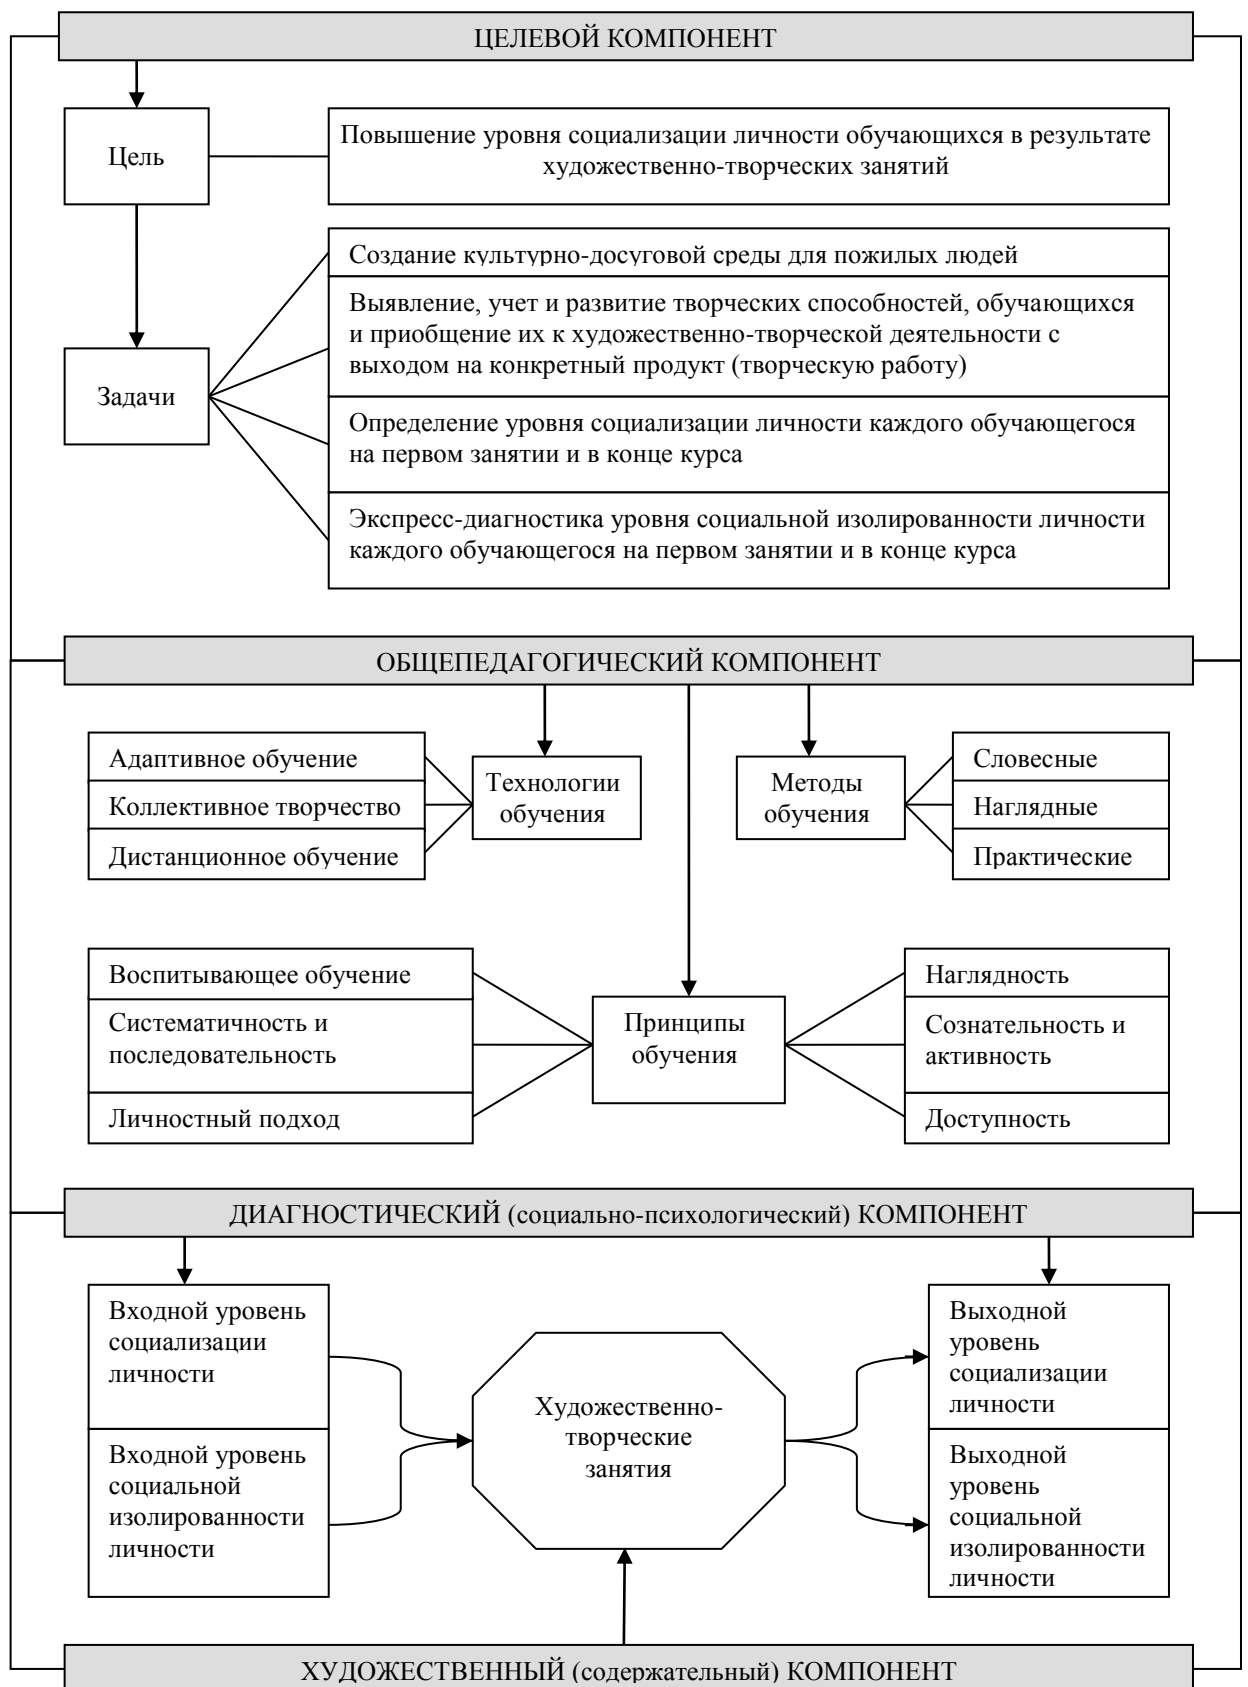 ЦЕЛЕВОЙ КОМПОНЕНТ
Цель
Повышение уровня социализации личности обучающихся в результате
художественно-творческих занятий
Задачи
Создание культурно-досуговой среды для пожилых людей
Выявление, учет и развитие творческих способностей, обучающихся
и приобщение их к художественно-творческой деятельности с
выходом на конкретный продукт (творческую работу)
Определение уровня социализации личности каждого обучающегося
на первом занятии и в конце курса
Экспресс-диагностика уровня социальной изолированности личности
каждого обучающегося на первом занятии и в конце курса
ОБЩЕПЕДАГОГИЧЕСКИЙ КОМПОНЕНТ
Адаптивное обучение
Коллективное творчество
Дистанционное обучение
Технологии
обучения
Методы
обучения
Словесные
Наглядные
Практические
Воспитывающее обучение
Систематичность и
последовательность
Личностный подход
Принципы
обучения
Наглядность
Сознательность и
активность
Доступность
ДИАГНОСТИЧЕСКИЙ (социально-психологический) КОМПОНЕНТ
Входной уровень
социализации
личности
Входной уровень
социальной
изолированности
личности
Художественно-
творческие
занятия
Выходной
уровень
социализации
личности
Выходной
уровень
социальной
изолированности
личности
ХУДОЖЕСТВЕННЫЙ (содержательный) КОМПОНЕНТ